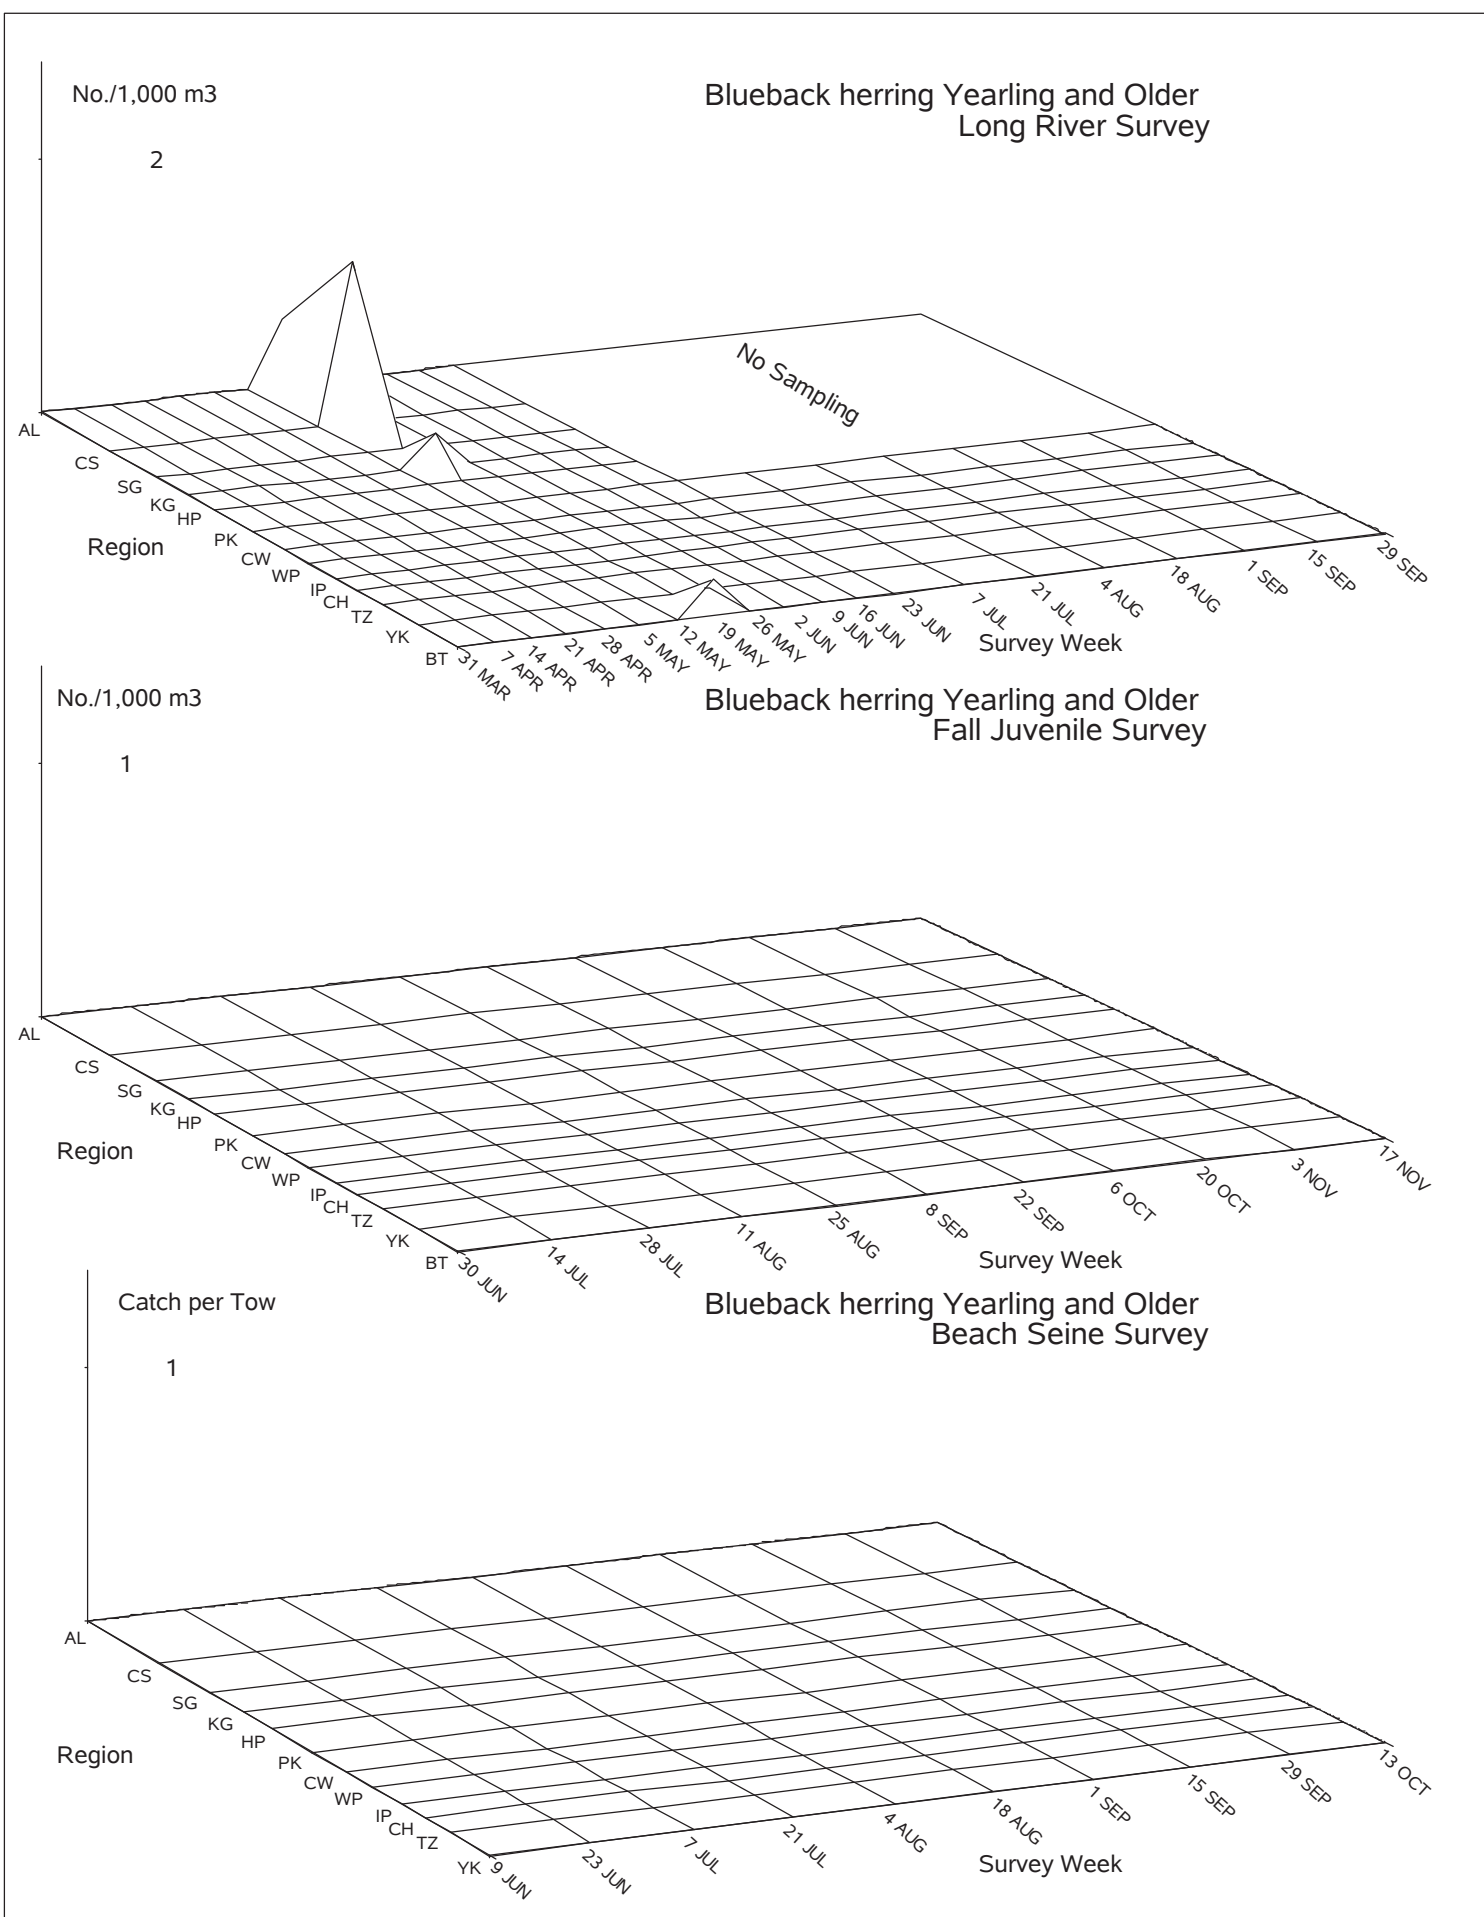 No./1,000 m3
Blueback herring Yearling and Older
Long River Survey
2
No Sampling
AL
CS
SG
KG
HP
PK
CW
WP
IP
CH
TZ
YK
BT
Region
31 MAR
7 APR
14 APR
21 APR
28 APR
5 MAY
12 MAY
19 MAY
26 MAY
2 JUN
9 JUN
16 JUN
23 JUN
7 JUL
21 JUL
4 AUG
18 AUG
1 SEP
15 SEP
29 SEP
Survey Week
No./1,000 m3
Blueback herring Yearling and Older
Fall Juvenile Survey
1
AL
CS
SG
KG
HP
PK
CW
WP
IP
CH
TZ
YK
BT
Region
30 JUN
14 JUL
28 JUL
11 AUG
25 AUG
8 SEP
22 SEP
6 OCT
20 OCT
3 NOV
17 NOV
Survey Week
Catch per Tow
Blueback herring Yearling and Older
Beach Seine Survey
1
AL
CS
SG
KG
HP
PK
CW
WP
IP
CH
TZ
YK
Region
9 JUN
23 JUN
7 JUL
21 JUL
4 AUG
18 AUG
1 SEP
15 SEP
29 SEP
13 OCT
Survey Week